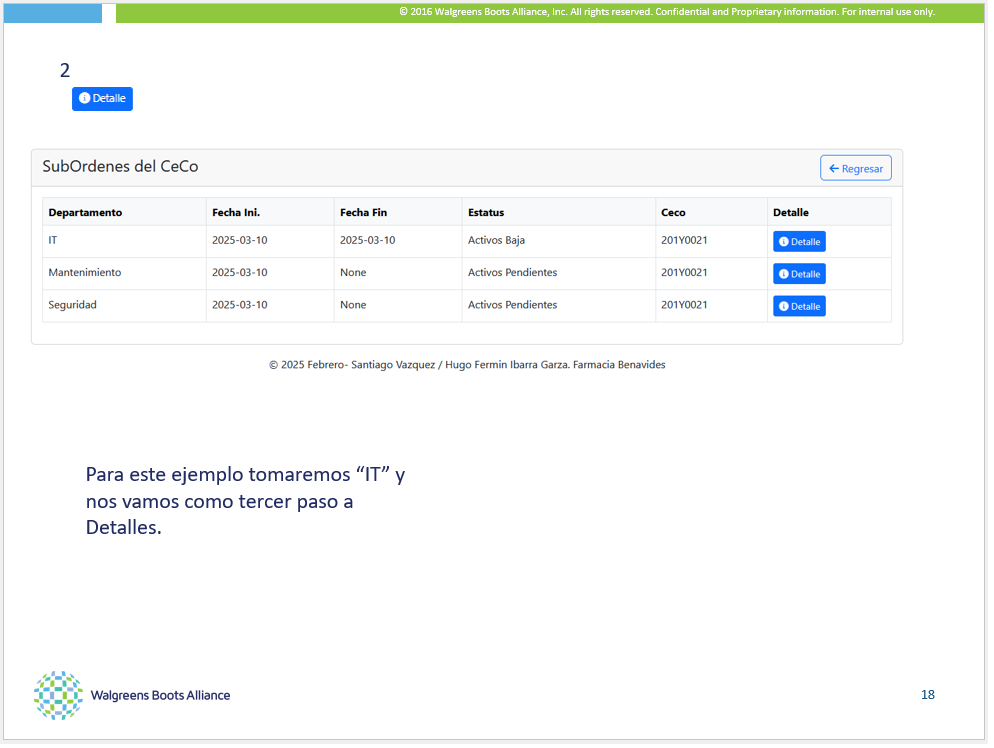 © 2016 Walgreens Boots Alliance, Inc. All rights reserved. Confidential and Proprietary information. For internal use only.
2
Detalle
SubOrdenes del CeCo
Regresar
Departamento Fecha Ini. Fecha Fin Estatus Ceco Detalle
IT 2025-03-10 2025-03-10 Activos Baja 201Y0021 Detalle
Mantenimiento 2025-03-10 None Activos Pendientes 201Y0021 Detalle
Seguridad 2025-03-10 None Activos Pendientes 201Y0021 Detalle
© 2025 Febrero- Santiago Vazquez / Hugo Fermin Ibarra Garza. Farmacia Benavides
Para este ejemplo tomaremos “IT” y
nos vamos como tercer paso a
Detalles.
Walgreens Boots Alliance
18